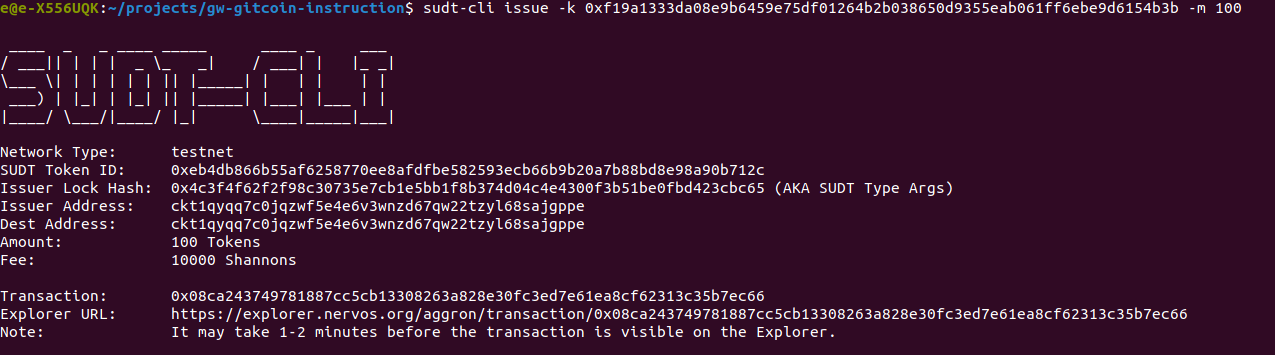 e@e-X556UQK:~/projects/gw-gitcoin-instruction$ sudt-cli issue -k 0xf19a1333da08e9b6459e75df01264b2b038650d9355eab061ff6ebe9d6154b3b -m 100
SUDT-CLI
Network Type: testnet
SUDT Token ID: 0xeb4db866b55af6258770ee8afdfbe582593ecb66b9b20a7b88bd8e98a90b712c
Issuer Lock Hash: 0x4c3f4f62f2f98c30735e7cb1e5bb1f8b374d04c4e4300f3b51be0fbd423cbc65 (AKA SUDT Type Args)
Issuer Address: ckt1qyqq7c0jqzwf5e4e6v3wnzd67qw22tzyl68sajgppe
Dest Address: ckt1qyqq7c0jqzwf5e4e6v3wnzd67qw22tzyl68sajgppe
Amount: 100 Tokens
Fee: 10000 Shannons
Transaction: 0x08ca243749781887cc5cb13308263a828e30fc3ed7e61ea8cf62313c35b7ec66
Explorer URL: https://explorer.nervos.org/aggron/transaction/0x08ca243749781887cc5cb13308263a828e30fc3ed7e61ea8cf62313c35b7ec66
Note: It may take 1-2 minutes before the transaction is visible on the Explorer.